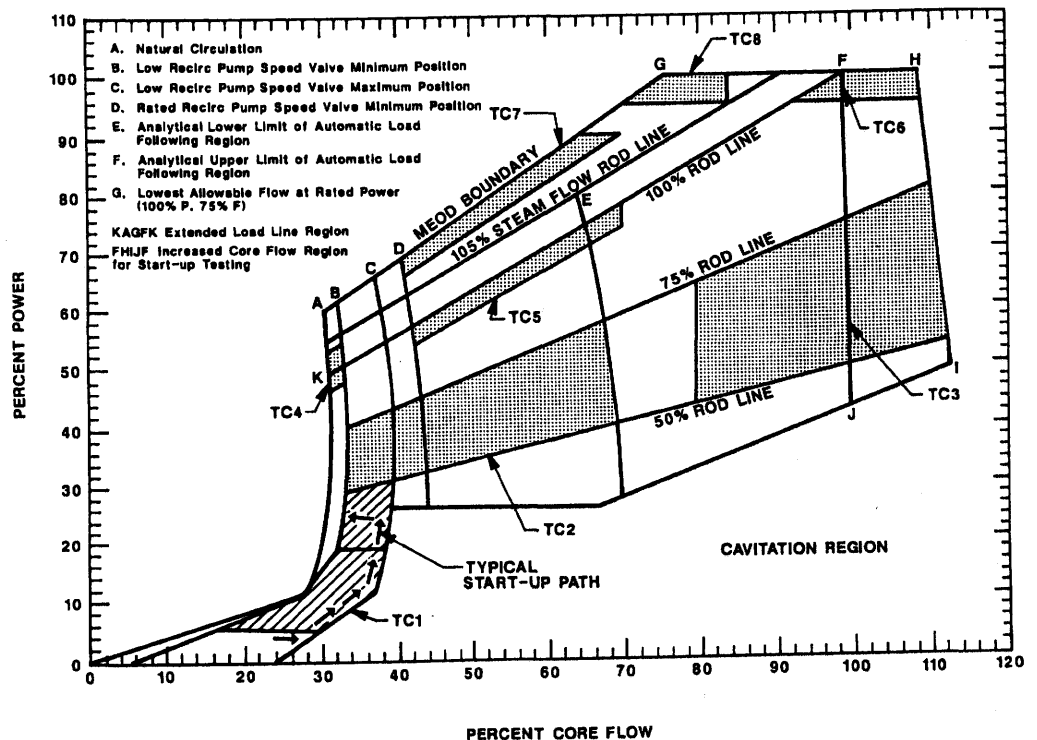 110
100
90
80
70
60
50
40
30
20
10
0
PERCENT POWER
A. Natural Circulation
B. Low Recirc Pump Speed Valve Minimum Position
C. Low Recirc Pump Speed Valve Maximum Position
D. Rated Recirc Pump Speed Valve Minimum Position
E. Analytical Lower Limit of Automatic Load
Following Region
F. Analytical Upper Limit of Automatic Load
Following Region
G. Lowest Allowable Flow at Rated Power
(100% P. 75% F)
KAGFK Extended Load Line Region
FHIJF Increased Core Flow Region
for Start-up Testing
TC8
G
F
H
TC7
TC6
MEOD BOUNDARY
105% STEAM FLOW ROD LINE
100% ROD LINE
E
D
C
B
A
75% ROD LINE
TC5
K
TC4
I
TC3
J
50% ROD LINE
TC2
CAVITATION REGION
TYPICAL
START-UP PATH
TC1
0 10 20 30 40 50 60 70 80 90 100 110 120
PERCENT CORE FLOW